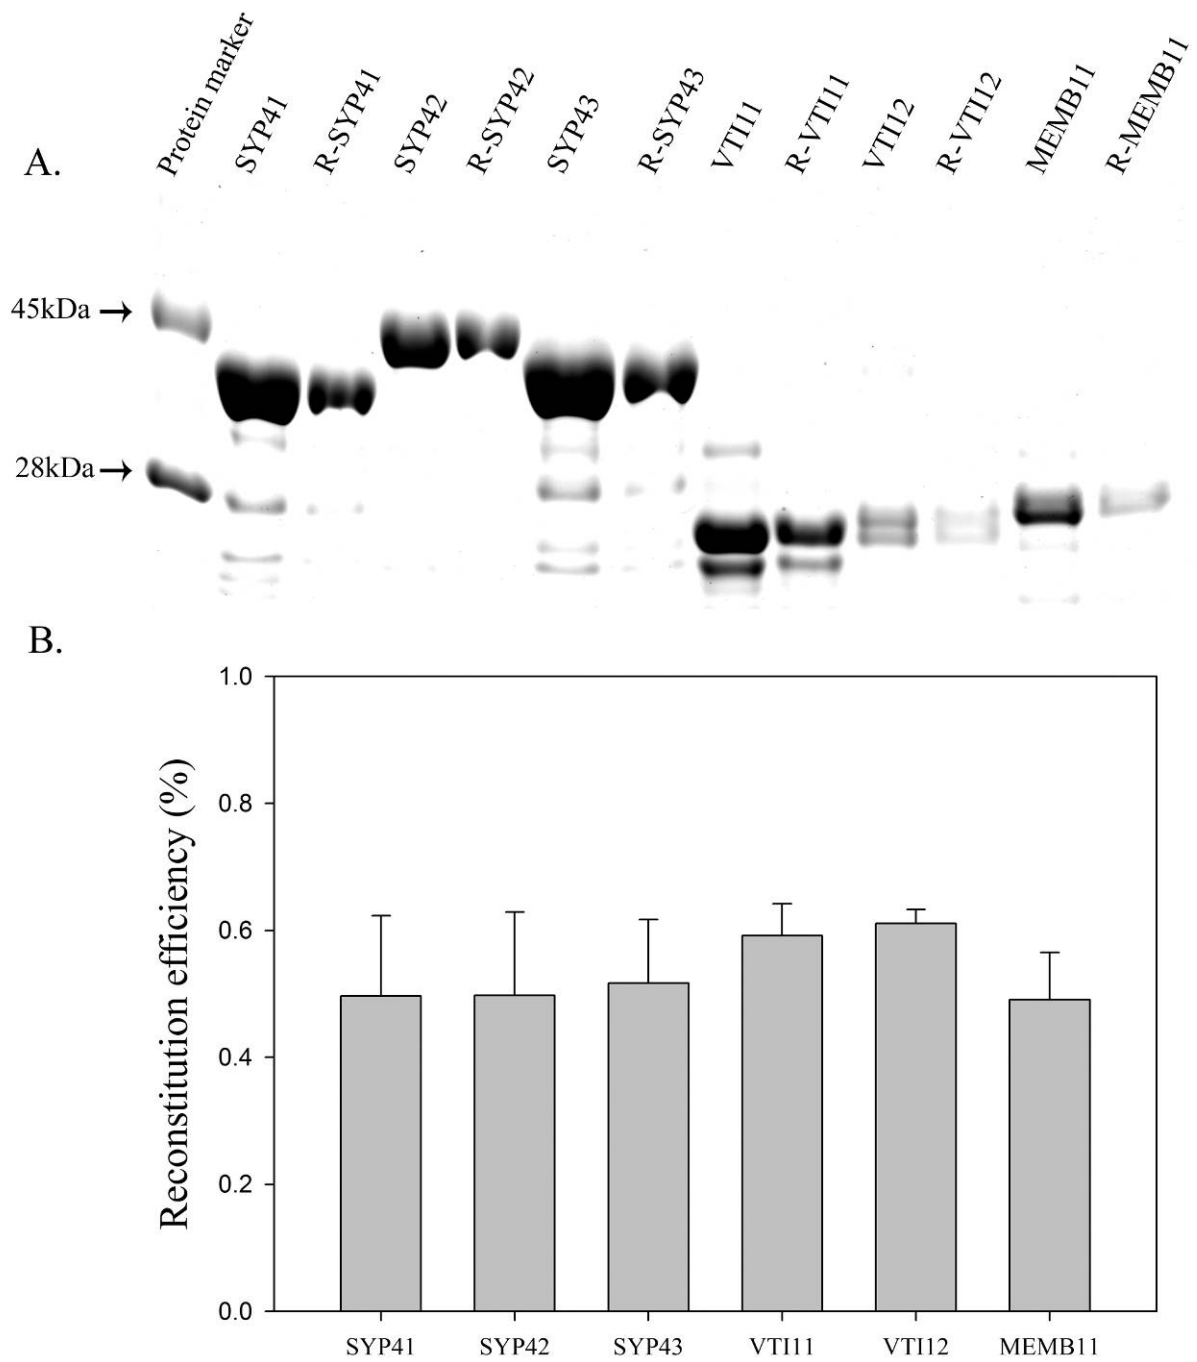 A.
Protein marker
SYP41
R-SYP41
SYP42
R-SYP42
SYP43
R-SYP43
VTI11
R-VTI11
VTI12
R-VTI12
MEMB11
R-MEMB11
45kDa
28kDa
B.
Reconstitution efficiency (%)
1.0
0.8
0.6
0.4
0.2
0.0
SYP41 SYP42 SYP43 VTI11 VTI12 MEMB11